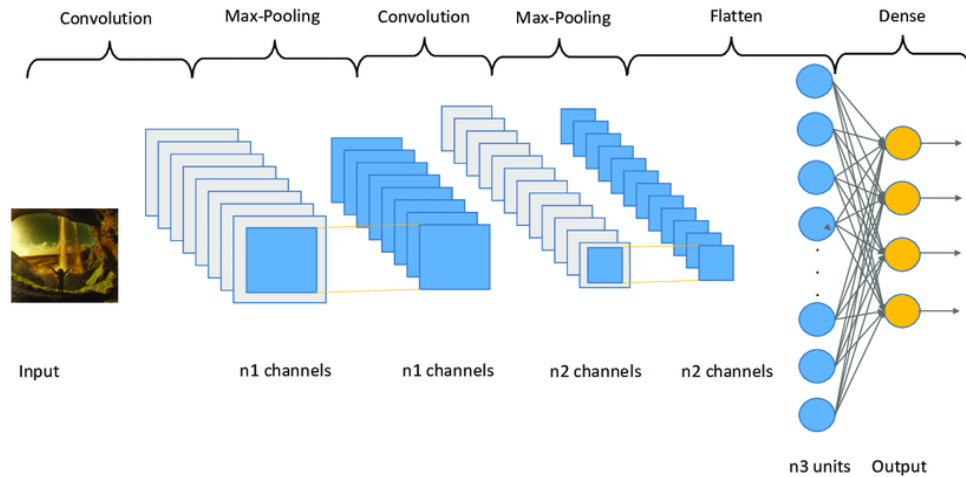 Convolution Max-Pooling Convolution Max-Pooling Flatten Dense
Input n1 channels n1 channels n2 channels n2 channels
n3 units Output